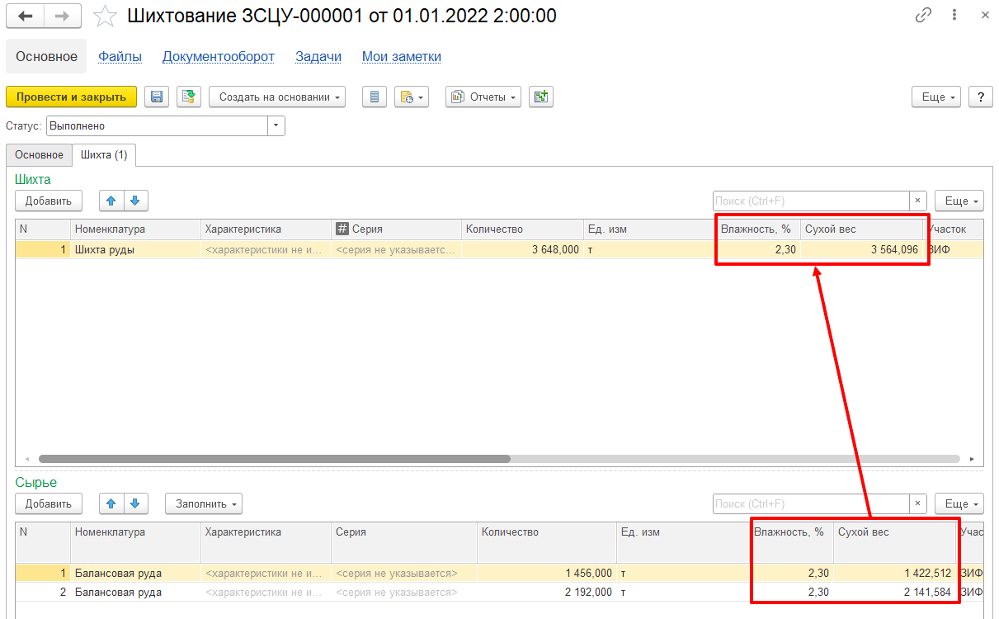 Шихтование ЗСЦУ-000001 от 01.01.2022 2:00:00
Основное Файлы Документооборот Задачи Мои заметки
Провести и закрыть Создать на основании Отчеты Еще ?
Статус: Выполнено
Основное Шихта (1)
Шихта
Добавить Поиск (Ctrl+F) × Еще
N Номенклатура Характеристика # Серия Количество Ед. изм Влажность, % Сухой вес Участок
1 Шихта руды <характеристики не и... <серия не указываетс... 3 648,000 т 2,30 3 564,096 ЗИФ
Сырье
Добавить Заполнить Поиск (Ctrl+F) × Еще
N Номенклатура Характеристика Серия Количество Ед. изм Влажность, % Сухой вес Учас
1 Балансовая руда <характеристики не и... <серия не указывается> 1 456,000 т 2,30 1 422,512 ЗИФ
2 Балансовая руда <характеристики не и... <серия не указывается> 2 192,000 т 2,30 2 141,584 ЗИФ